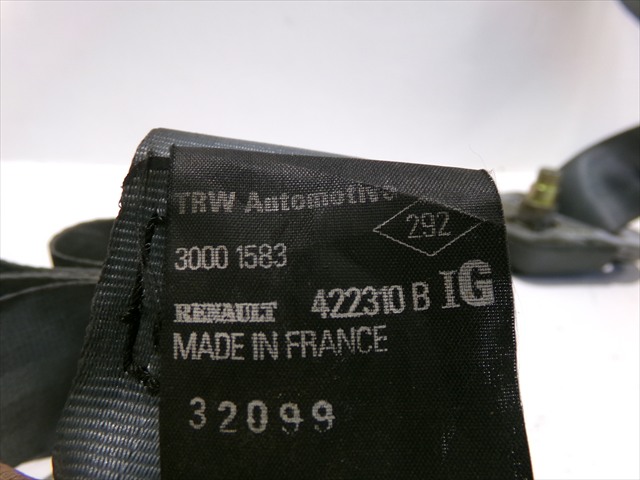 TRW Automotive
292
3000 1583
RENAULT 422310 B IG
MADE IN FRANCE
32099